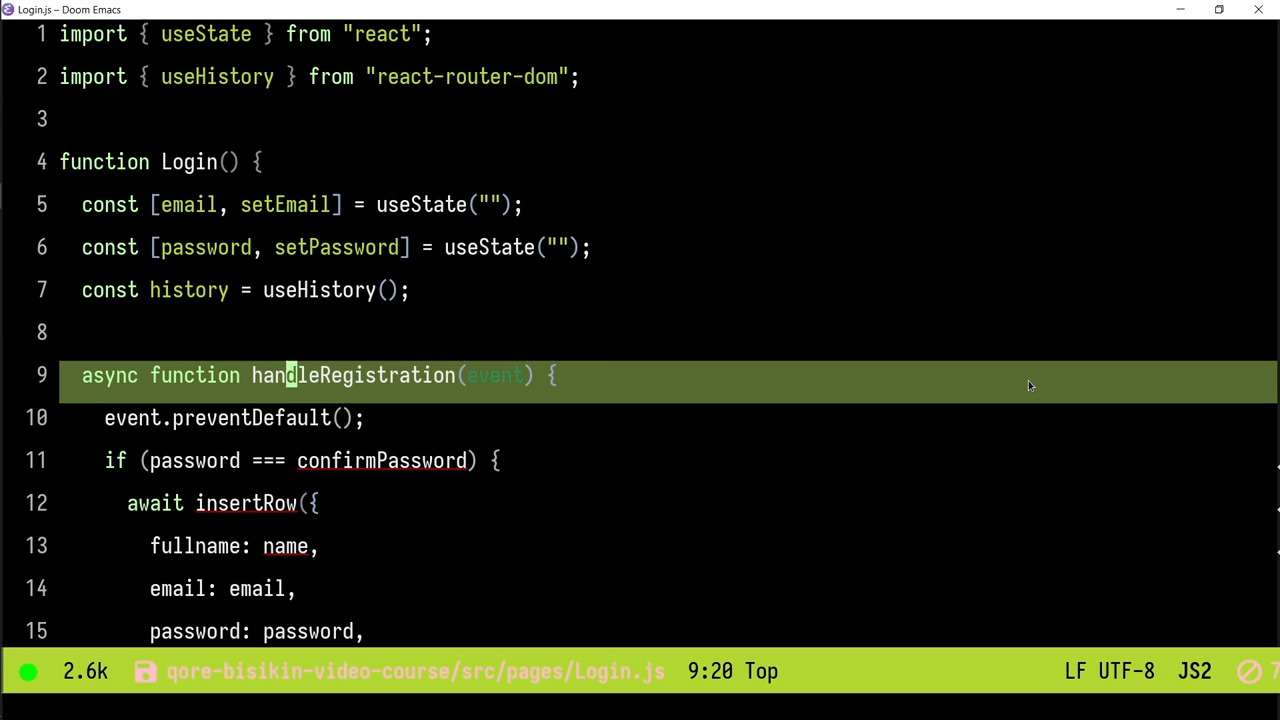 Login.js – Doom Emacs
1 import { useState } from "react";
2 import { useHistory } from "react-router-dom";
3
4 function Login() {
5   const [email, setEmail] = useState("");
6   const [password, setPassword] = useState("");
7   const history = useHistory();
8
9   async function handleRegistration(event) {
10     event.preventDefault();
11     if (password === confirmPassword) {
12       await insertRow({
13         fullname: name,
14         email: email,
15         password: password,
2.6k qore-bisikin-video-course/src/pages/Login.js 9:20 Top LF UTF-8 JS2